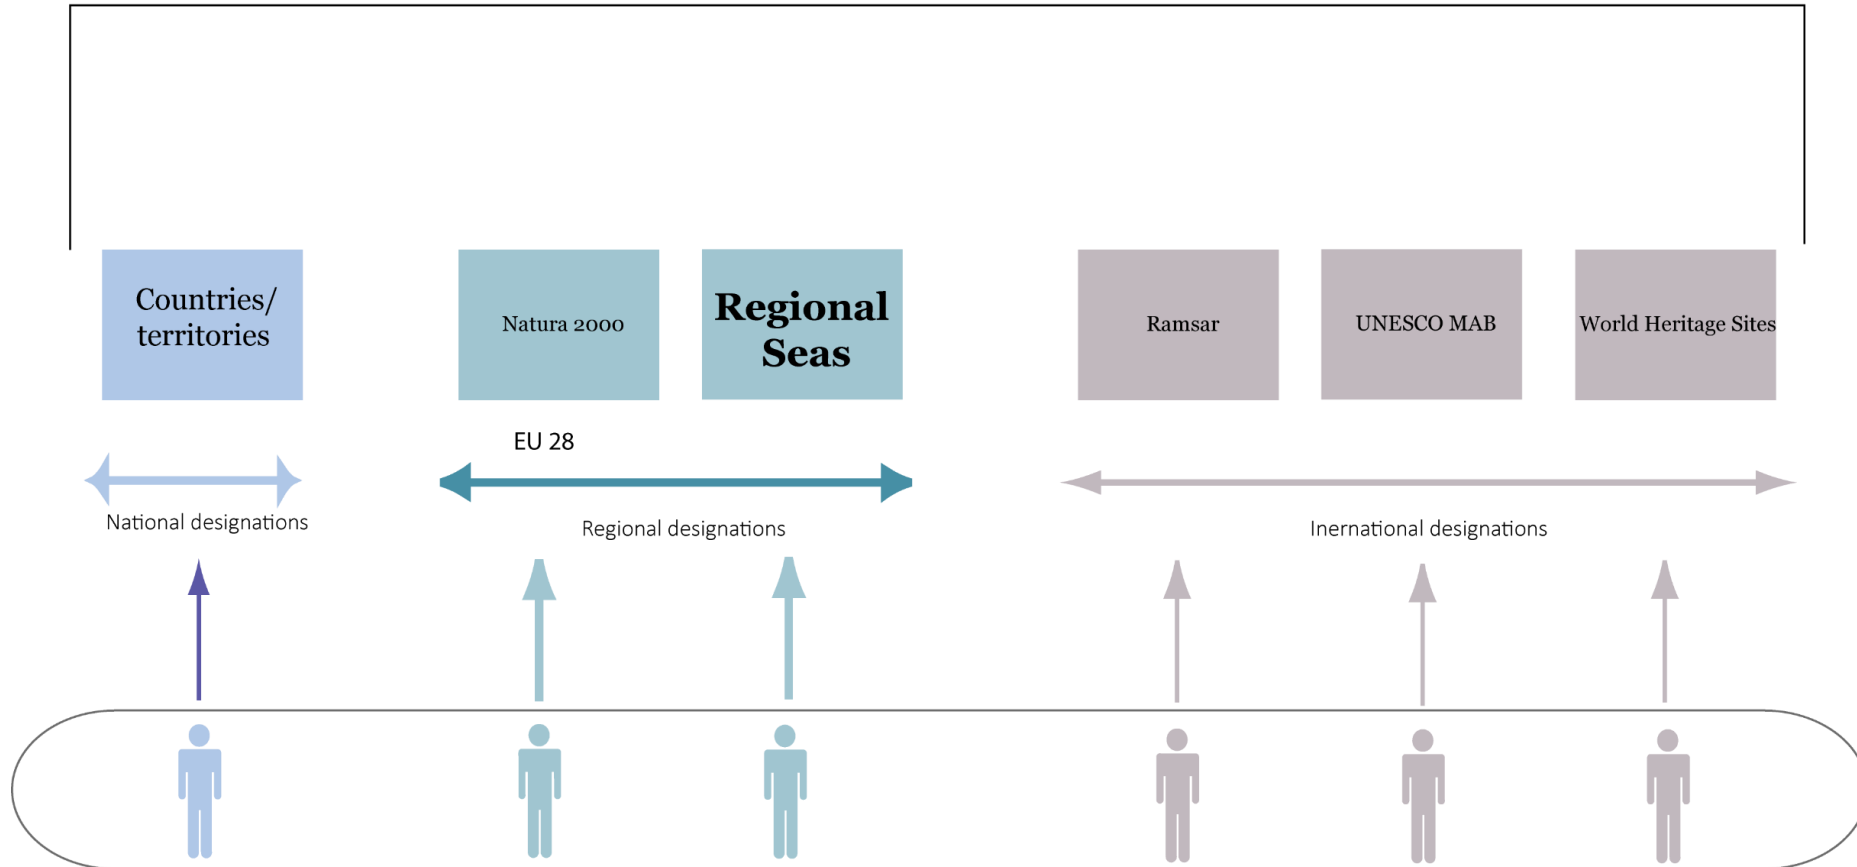 Countries/
territories
Natura 2000
Regional
Seas
Ramsar
UNESCO MAB
World Heritage Sites
EU 28
National designations
Regional designations
Inernational designations